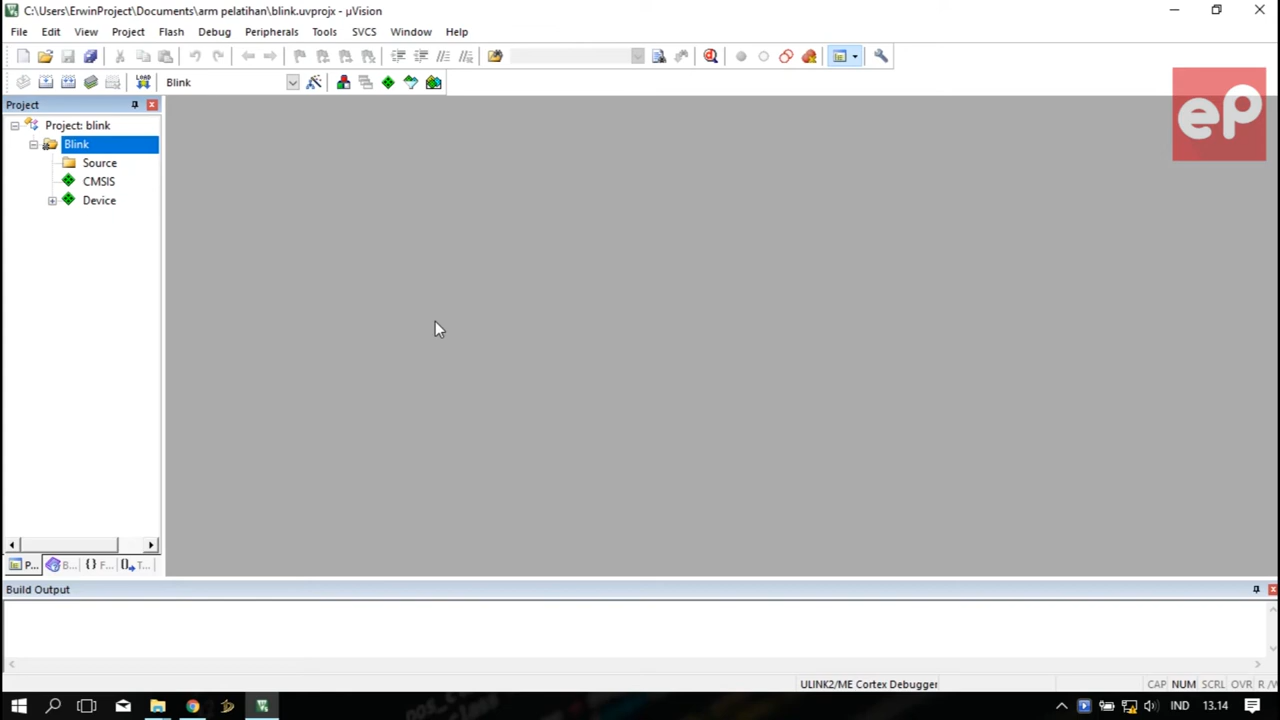 C:\Users\ErwinProject\Documents\arm pelatihan\blink.uvprojx - µVision
File Edit View Project Flash Debug Peripherals Tools SVCS Window Help
LOAD Blink
Project
Project: blink
Blink
Source
CMSIS
Device
eP
P... B... {} F... () T...
Build Output
ULINK2/ME Cortex Debugger CAP NUM SCRL OVR R /W
IND 13.14